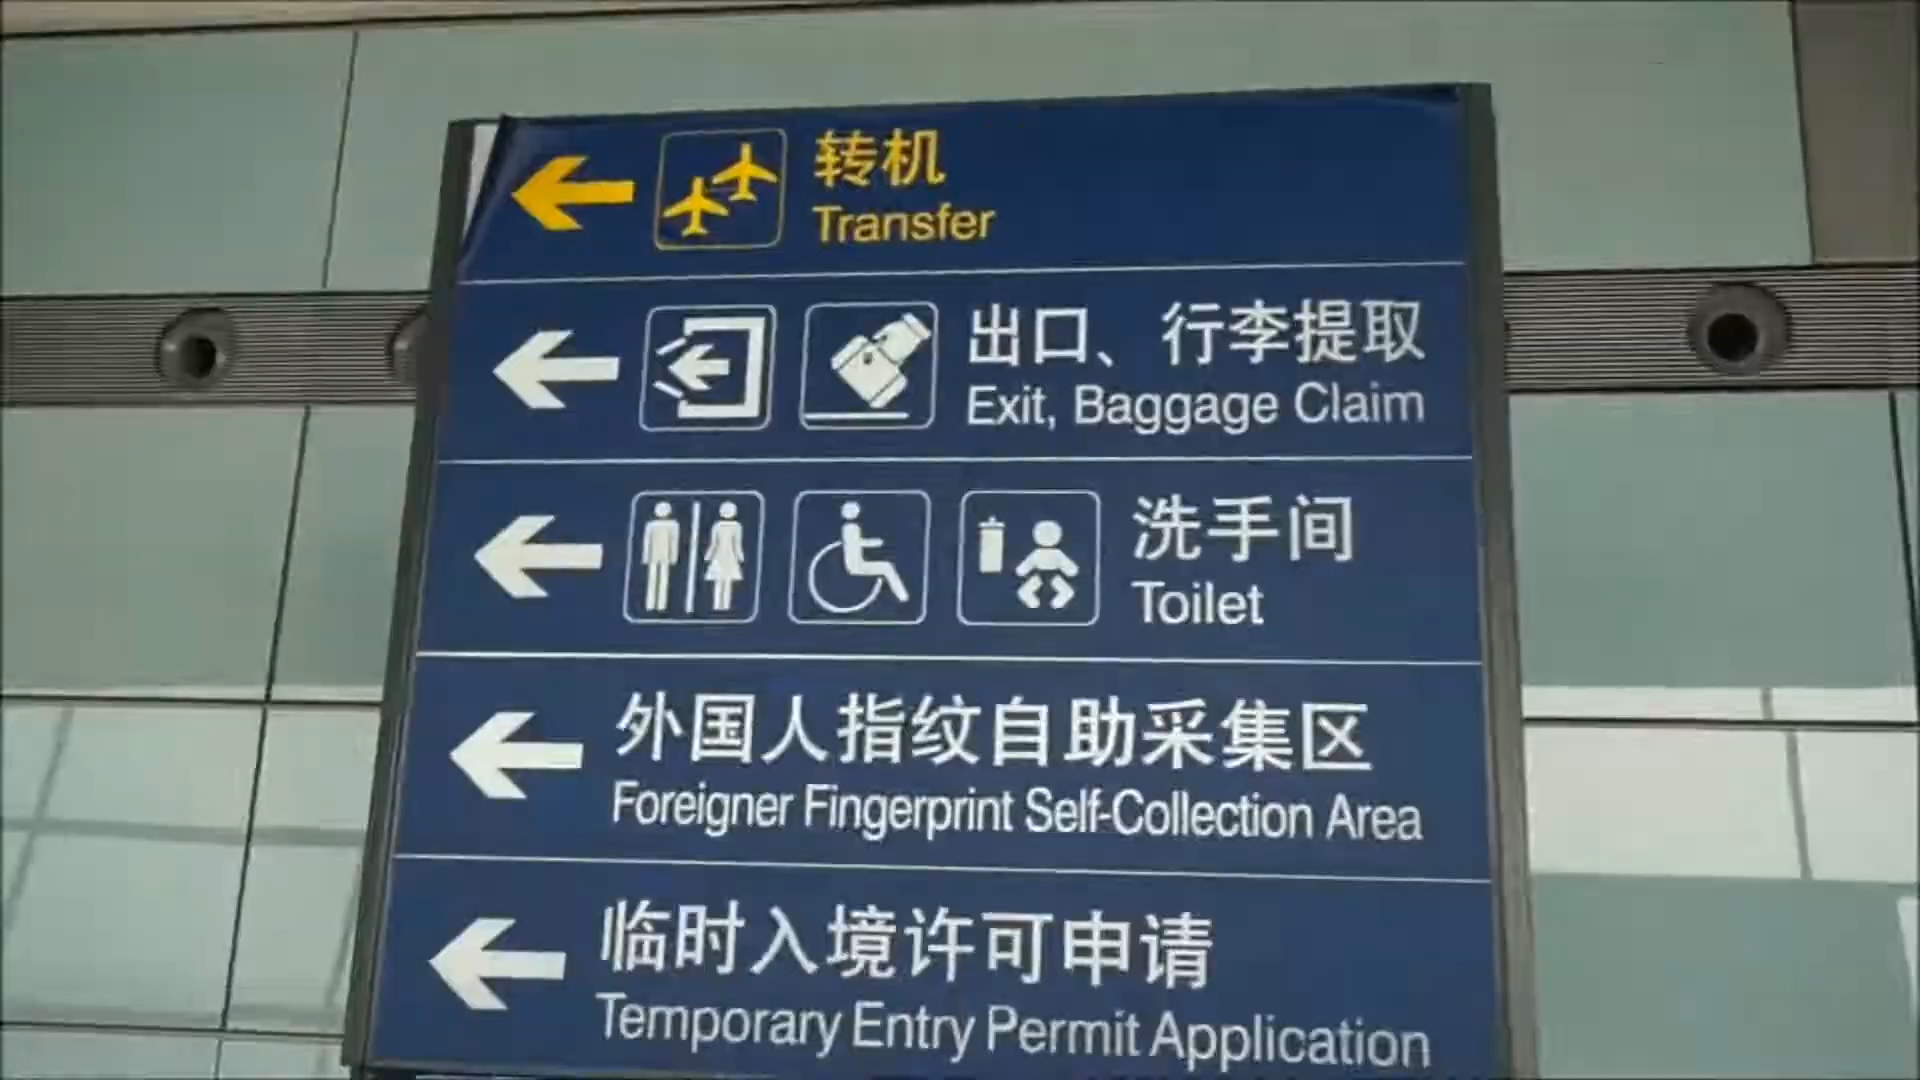 转机
Transfer
出口、行李提取
Exit, Baggage Claim
洗手间
Toilet
外国人指纹自助采集区
Foreigner Fingerprint Self-Collection Area
临时入境许可申请
Temporary Entry Permit Application